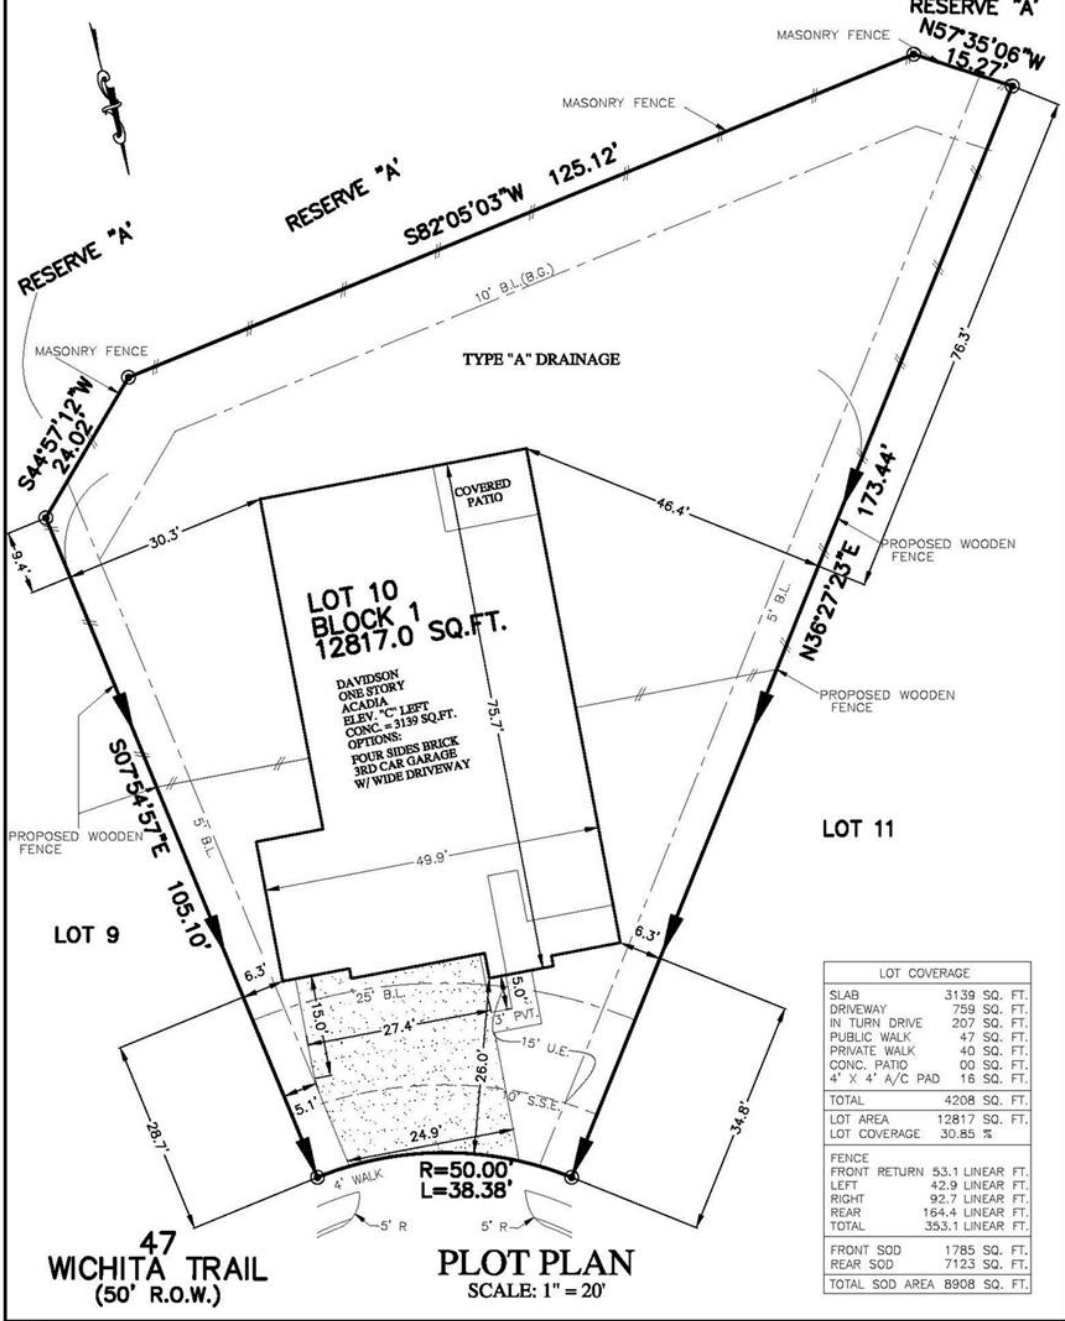 RESERVE "A"
N57°35'06"W
15.27'
MASONRY FENCE
MASONRY FENCE
RESERVE "A"
S82°05'03"W 125.12'
RESERVE "A"
10' B.L.(B.G.)
MASONRY FENCE
TYPE "A" DRAINAGE
76.3'
S44°57'12"W
24.02'
COVERED
PATIO
46.4'
N36°27'23"E 173.44'
30.3'
9.4'
PROPOSED WOODEN
FENCE
5' B.L.
LOT 10
BLOCK 1
12817.0 SQ.FT.
DAVIDSON
ONE STORY
ACADIA
ELEV. "C" LEFT
CONC. = 3139 SQ.FT.
OPTIONS:
FOUR SIDES BRICK
3RD CAR GARAGE
W/ WIDE DRIVEWAY
75.7'
PROPOSED WOODEN
FENCE
S07°54'57"E 105.10'
5' B.L.
PROPOSED WOODEN
FENCE
LOT 11
49.9'
LOT 9
6.3'
6.3'
25' B.L.
15.0'
27.4'
5.0'
3' PVT.
15' U.E.
26.0'
10' S.S.E.
5.1'
24.9'
28.7'
34.8'
4' WALK
R=50.00'
L=38.38'
5' R
5' R
47
WICHITA TRAIL
(50' R.O.W.)
PLOT PLAN
SCALE: 1" = 20'
LOT COVERAGE
SLAB 3139 SQ. FT.
DRIVEWAY 759 SQ. FT.
IN TURN DRIVE 207 SQ. FT.
PUBLIC WALK 47 SQ. FT.
PRIVATE WALK 40 SQ. FT.
CONC. PATIO 00 SQ. FT.
4' X 4' A/C PAD 16 SQ. FT.
TOTAL 4208 SQ. FT.
LOT AREA 12817 SQ. FT.
LOT COVERAGE 30.85 %
FENCE
FRONT RETURN 53.1 LINEAR FT.
LEFT 42.9 LINEAR FT.
RIGHT 92.7 LINEAR FT.
REAR 164.4 LINEAR FT.
TOTAL 353.1 LINEAR FT.
FRONT SOD 1785 SQ. FT.
REAR SOD 7123 SQ. FT.
TOTAL SOD AREA 8908 SQ. FT.